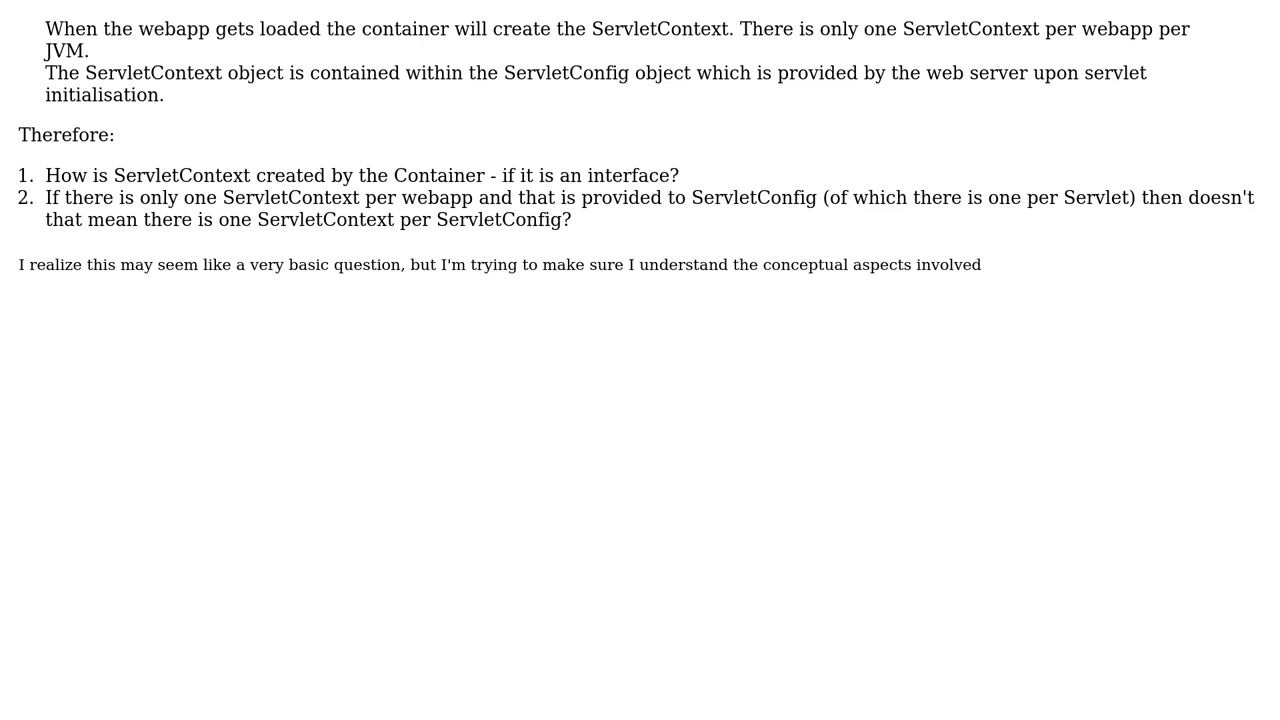 When the webapp gets loaded the container will create the ServletContext. There is only one ServletContext per webapp per
JVM.
The ServletContext object is contained within the ServletConfig object which is provided by the web server upon servlet
initialisation.
Therefore:
1. How is ServletContext created by the Container - if it is an interface?
2. If there is only one ServletContext per webapp and that is provided to ServletConfig (of which there is one per Servlet) then doesn't
that mean there is one ServletContext per ServletConfig?
I realize this may seem like a very basic question, but I'm trying to make sure I understand the conceptual aspects involved